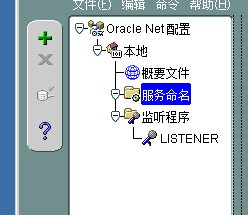 文件(F) 编辑 命令 帮助(H)
Oracle Net 配置
本地
概要文件
服务命名
监听程序
LISTENER